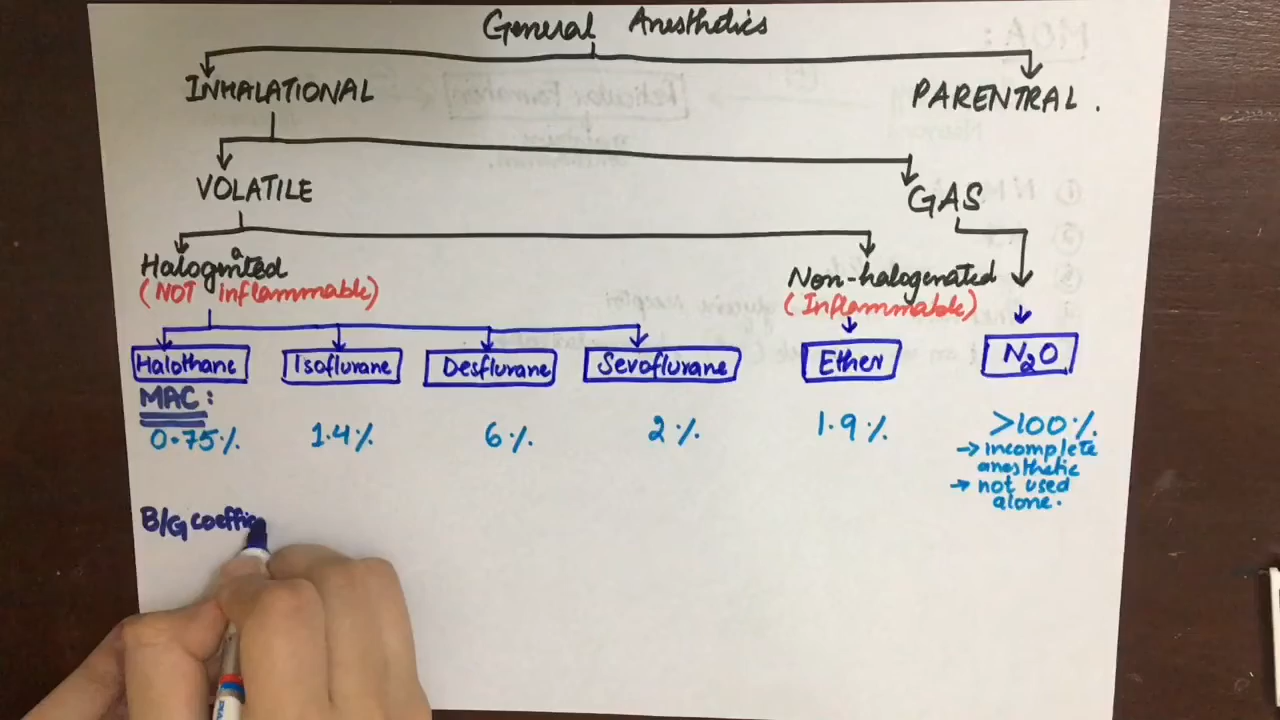 General Anesthetics
INHALATIONAL PARENTRAL.
VOLATILE GAS
Halogenated Non-halogenated
(NOT inflammable) (Inflammable)
Halothane Isoflurane Desflurane Sevoflurane Ether N2O
MAC:
0.75% 1.4% 6% 2% 1.9% >100%
→ incomplete
anesthetic
→ not used
alone.
B/G